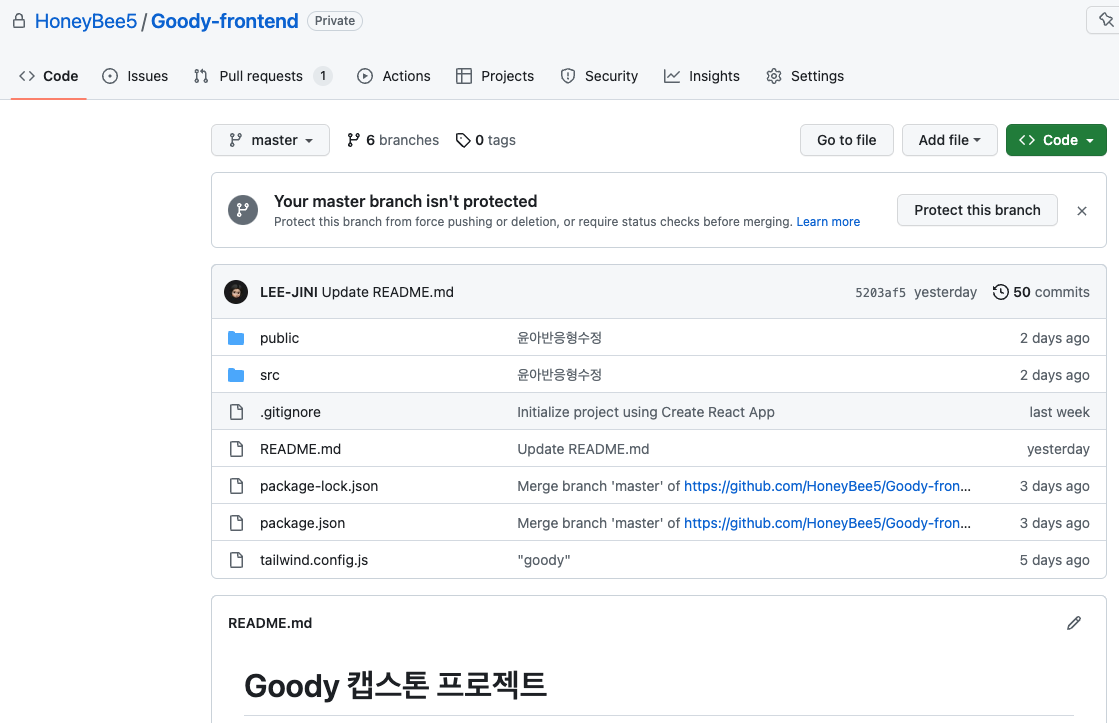 HoneyBee5 / Goody-frontend Private
Code Issues Pull requests 1 Actions Projects Security Insights Settings
master 6 branches 0 tags Go to file Add file Code
Your master branch isn't protected
Protect this branch from force pushing or deletion, or require status checks before merging. Learn more
Protect this branch
LEE-JINI Update README.md 5203af5 yesterday 50 commits
public 윤아반응형수정 2 days ago
src 윤아반응형수정 2 days ago
.gitignore Initialize project using Create React App last week
README.md Update README.md yesterday
package-lock.json Merge branch 'master' of https://github.com/HoneyBee5/Goody-fron... 3 days ago
package.json Merge branch 'master' of https://github.com/HoneyBee5/Goody-fron... 3 days ago
tailwind.config.js "goody" 5 days ago
README.md
Goody 캡스톤 프로젝트